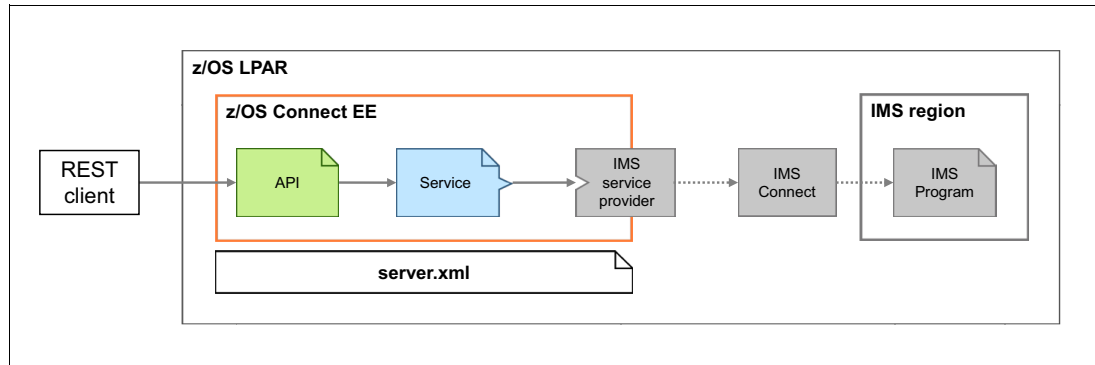 z/OS LPAR
z/OS Connect EE
IMS region
REST
client
API
Service
IMS
service
provider
IMS
Connect
IMS
Program
server.xml